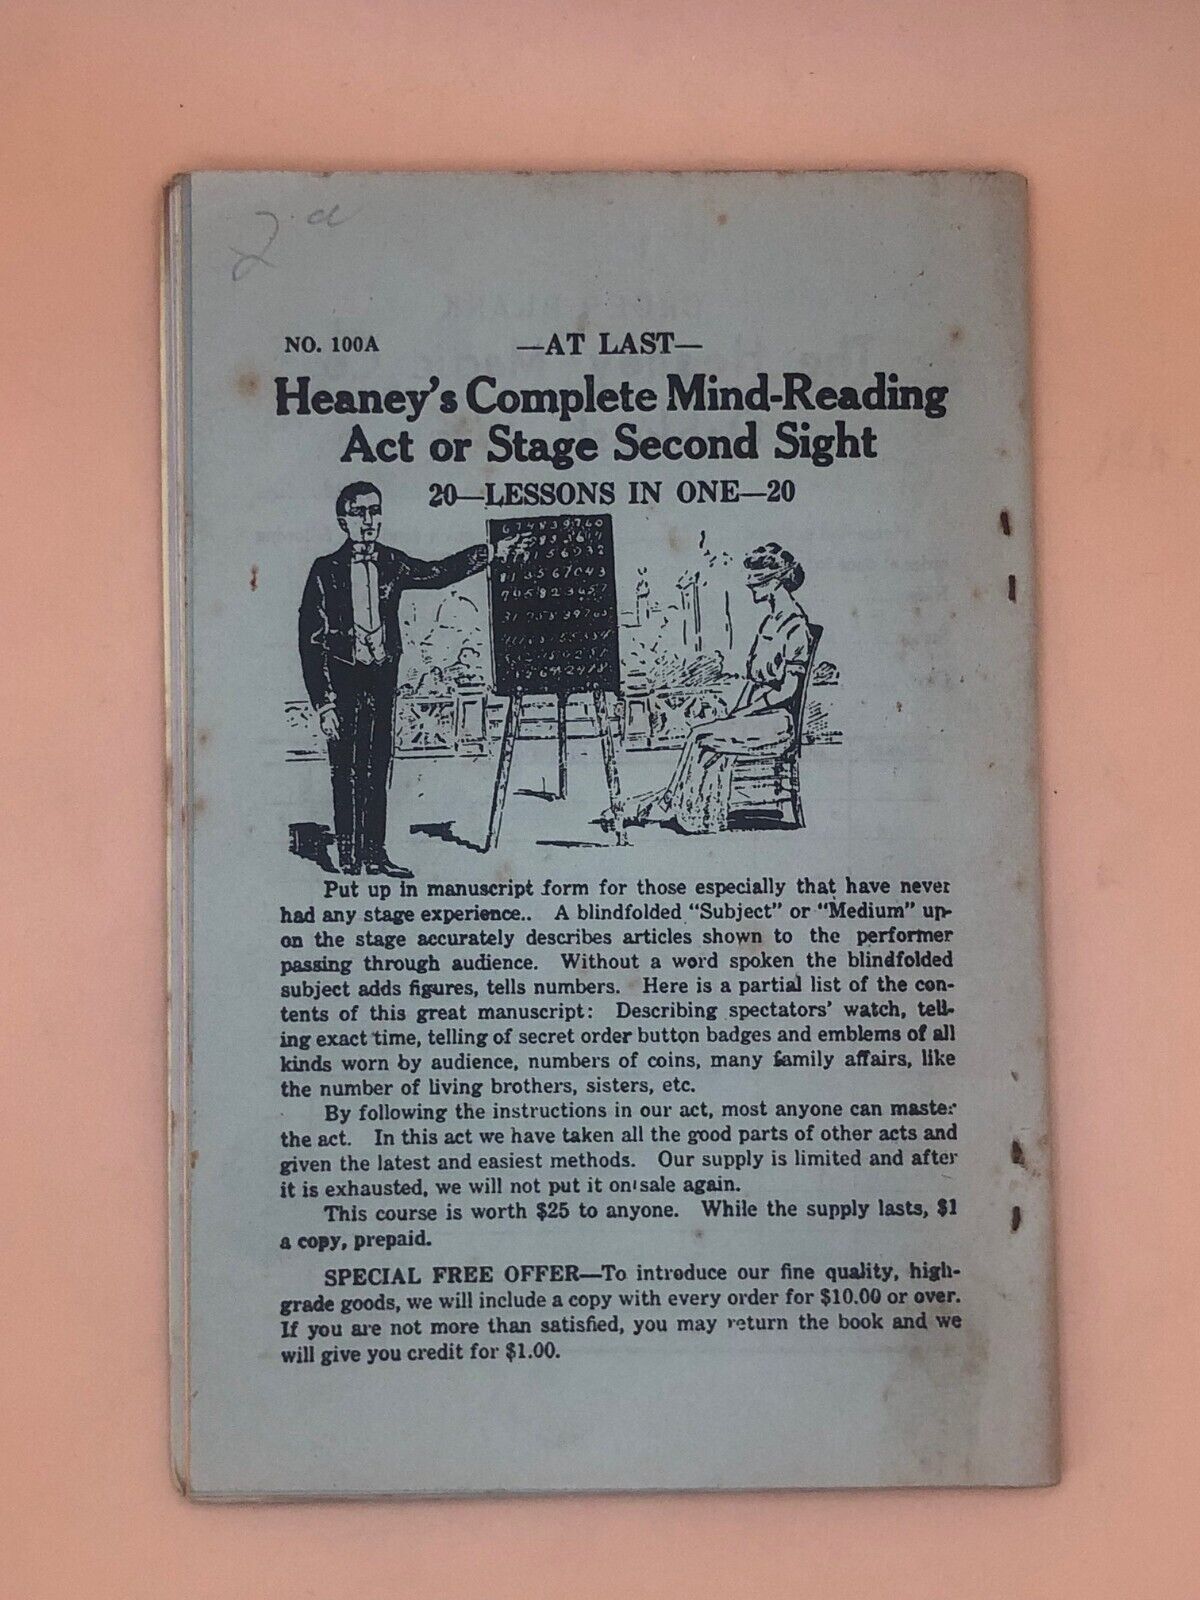 NO. 100A —AT LAST—
Heaney's Complete Mind-Reading
Act or Stage Second Sight
20—LESSONS IN ONE—20
Put up in manuscript form for those especially that have never
had any stage experience.. A blindfolded "Subject" or "Medium" up-
on the stage accurately describes articles shown to the performer
passing through audience. Without a word spoken the blindfolded
subject adds figures, tells numbers. Here is a partial list of the con-
tents of this great manuscript: Describing spectators' watch, tell-
ing exact time, telling of secret order button badges and emblems of all
kinds worn by audience, numbers of coins, many family affairs, like
the number of living brothers, sisters, etc.
By following the instructions in our act, most anyone can master
the act. In this act we have taken all the good parts of other acts and
given the latest and easiest methods. Our supply is limited and after
it is exhausted, we will not put it on sale again.
This course is worth $25 to anyone. While the supply lasts, $1
a copy, prepaid.
SPECIAL FREE OFFER—To introduce our fine quality, high-
grade goods, we will include a copy with every order for $10.00 or over.
If you are not more than satisfied, you may return the book and we
will give you credit for $1.00.